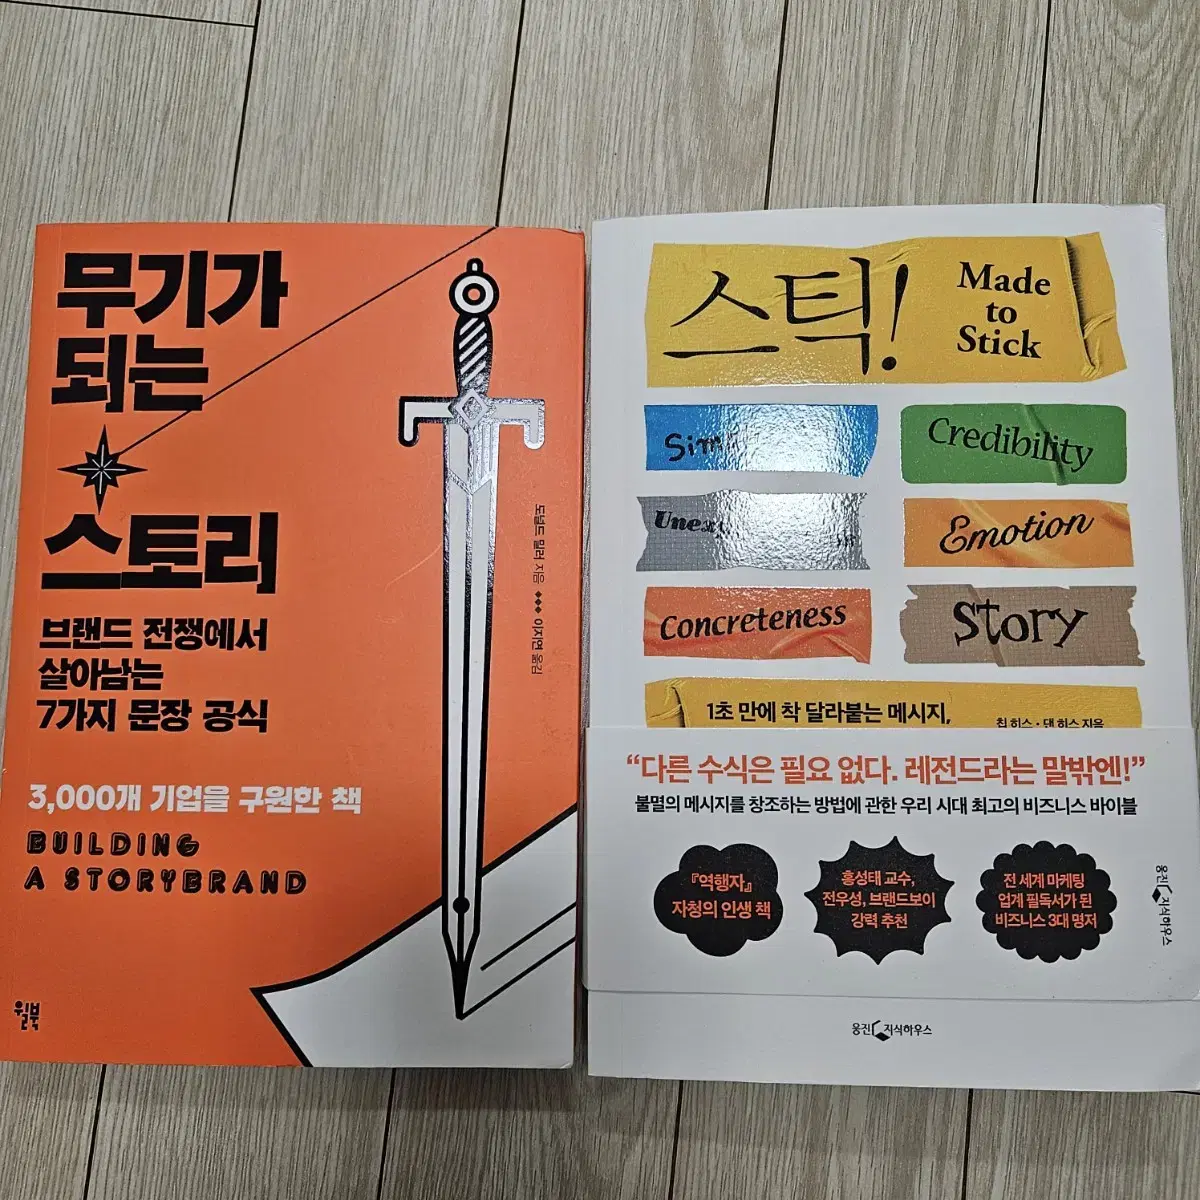 무기가
되는
스토리
브랜드 전쟁에서
살아남는
7가지 문장 공식
3,000개 기업을 구원한 책
BUILDING
A STORYBRAND
도널드 밀러 지음 ◆◆◆ 이지연 옮김
윌북
스틱!
Made
to
Stick
Credibility
Emotion
Concreteness
Story
1초 만에 착 달라붙는 메시지,
칩 히스·댄 히스 지음
“다른 수식은 필요 없다. 레전드라는 말밖엔!”
불멸의 메시지를 창조하는 방법에 관한 우리 시대 최고의 비즈니스 바이블
『역행자』
자청의 인생 책
홍성태 교수,
전우성, 브랜드보이
강력 추천
전 세계 마케팅
업계 필독서가 된
비즈니스 3대 명저
웅진 지식하우스
웅진 지식하우스